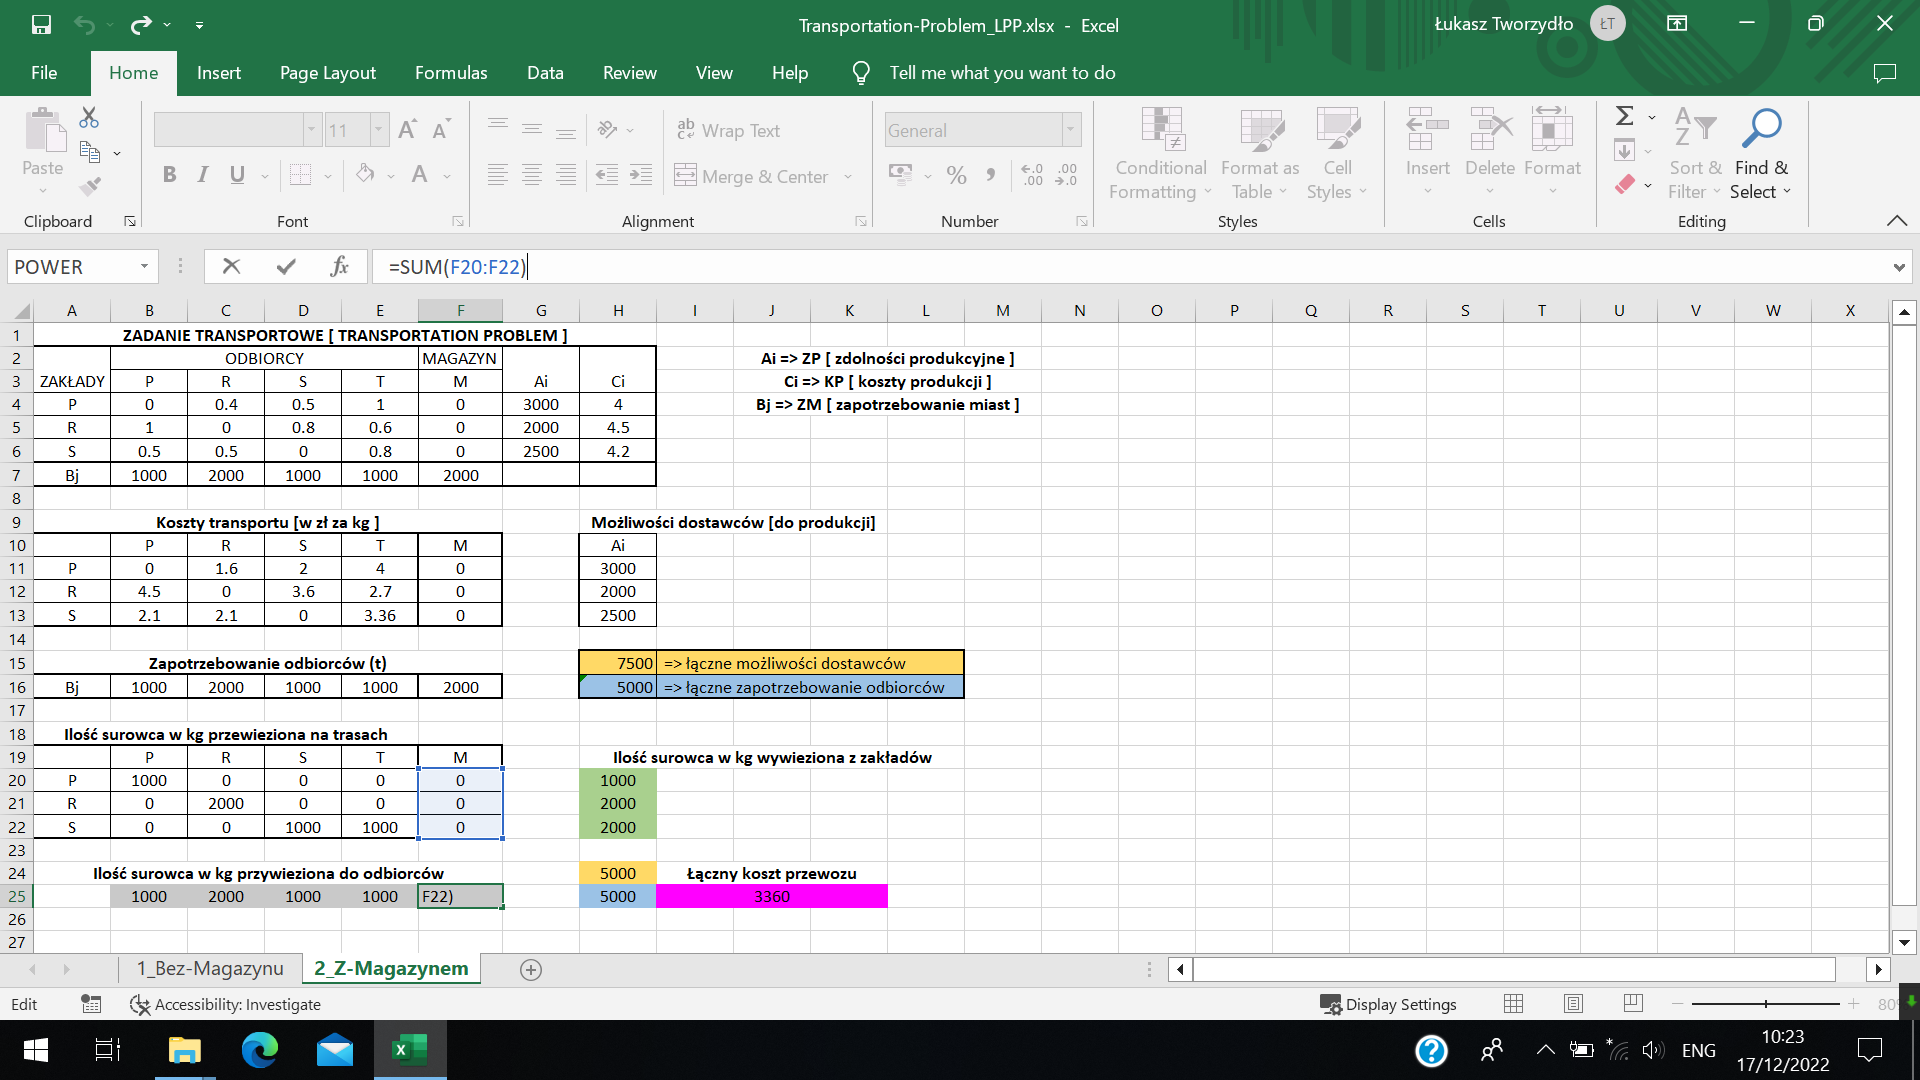 Transportation-Problem_LPP.xlsx - Excel
Łukasz Tworzydło
ŁT
File Home Insert Page Layout Formulas Data Review View Help Tell me what you want to do
Paste
Clipboard
11
B I U
Font
Wrap Text
Merge & Center
Alignment
General
Number
Conditional Formatting
Format as Table
Cell Styles
Styles
Insert Delete Format
Cells
Sort & Filter
Find & Select
Editing
POWER
fx
=SUM(F20:F22)
A B C D E F G H I J K L M N O P Q R S T U V W X
1 ZADANIE TRANSPORTOWE [ TRANSPORTATION PROBLEM ]
2 ODBIORCY MAGAZYN Ai => ZP [ zdolności produkcyjne ]
3 ZAKŁADY P R S T M Ai Ci Ci => KP [ koszty produkcji ]
4 P 0 0.4 0.5 1 0 3000 4 Bj => ZM [ zapotrzebowanie miast ]
5 R 1 0 0.8 0.6 0 2000 4.5
6 S 0.5 0.5 0 0.8 0 2500 4.2
7 Bj 1000 2000 1000 1000 2000
8
9 Koszty transportu [w zł za kg ] Możliwości dostawców [do produkcji]
10 P R S T M Ai
11 P 0 1.6 2 4 0 3000
12 R 4.5 0 3.6 2.7 0 2000
13 S 2.1 2.1 0 3.36 0 2500
14
15 Zapotrzebowanie odbiorców (t) 7500 => łączne możliwości dostawców
16 Bj 1000 2000 1000 1000 2000 5000 => łączne zapotrzebowanie odbiorców
17
18 Ilość surowca w kg przewieziona na trasach
19 P R S T M Ilość surowca w kg wywieziona z zakładów
20 P 1000 0 0 0 0 1000
21 R 0 2000 0 0 0 2000
22 S 0 0 1000 1000 0 2000
23
24 Ilość surowca w kg przywieziona do odbiorców 5000 Łączny koszt przewozu
25 1000 2000 1000 1000 F22) 5000 3360
26
27
1_Bez-Magazynu 2_Z-Magazynem
Edit Accessibility: Investigate Display Settings
ENG
10:23
17/12/2022